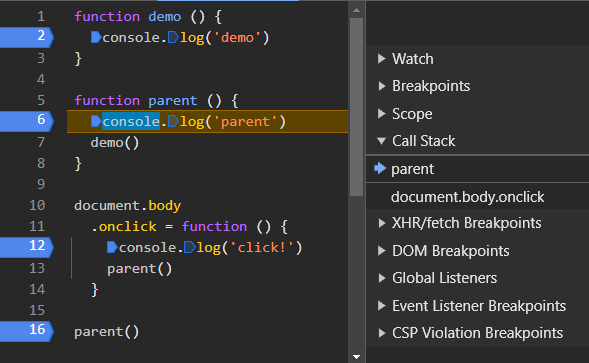 1 function demo () {
2 console.log('demo')
3 }
4
5 function parent () {
6 console.log('parent')
7 demo()
8 }
9
10 document.body
11 .onclick = function () {
12 console.log('click!')
13 parent()
14 }
15
16 parent()
Watch
Breakpoints
Scope
Call Stack
parent
document.body.onclick
XHR/fetch Breakpoints
DOM Breakpoints
Global Listeners
Event Listener Breakpoints
CSP Violation Breakpoints